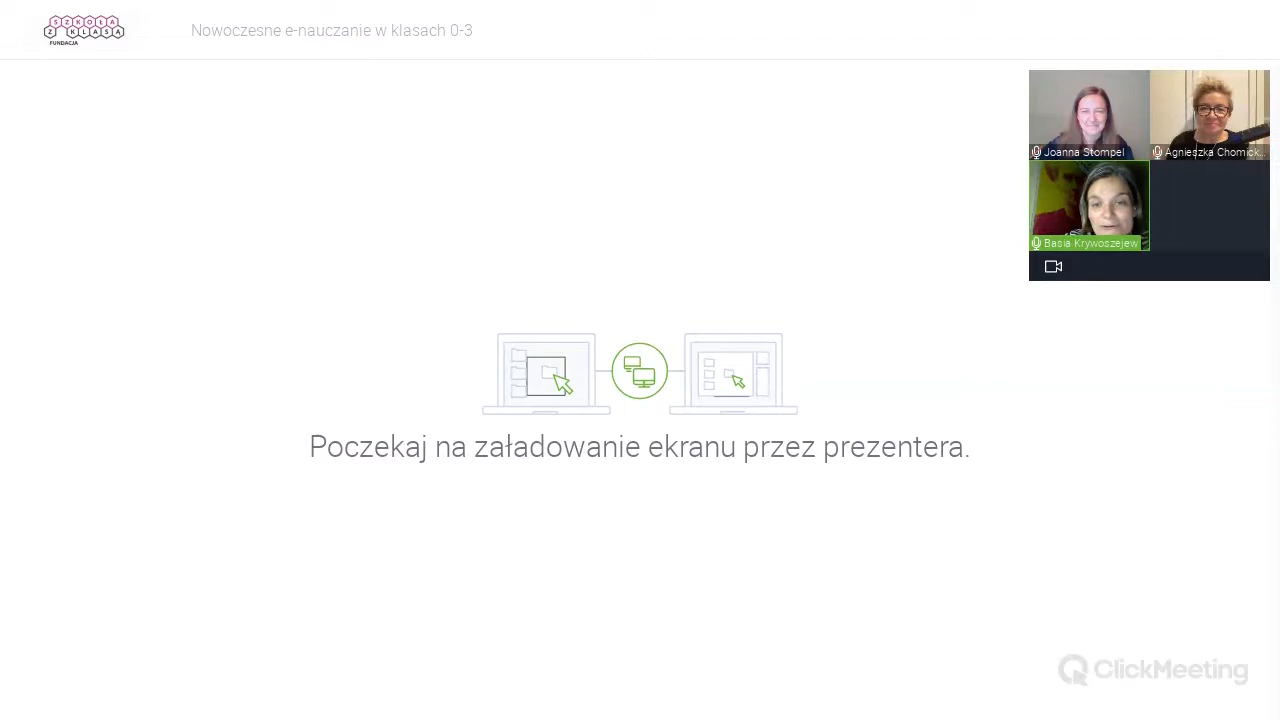 SZKOŁA
Z KLASĄ
FUNDACJA
Nowoczesne e-nauczanie w klasach 0-3
Joanna Stompel
Agnieszka Chomick...
Basia Krywoszejew
Poczekaj na załadowanie ekranu przez prezentera.
ClickMeeting